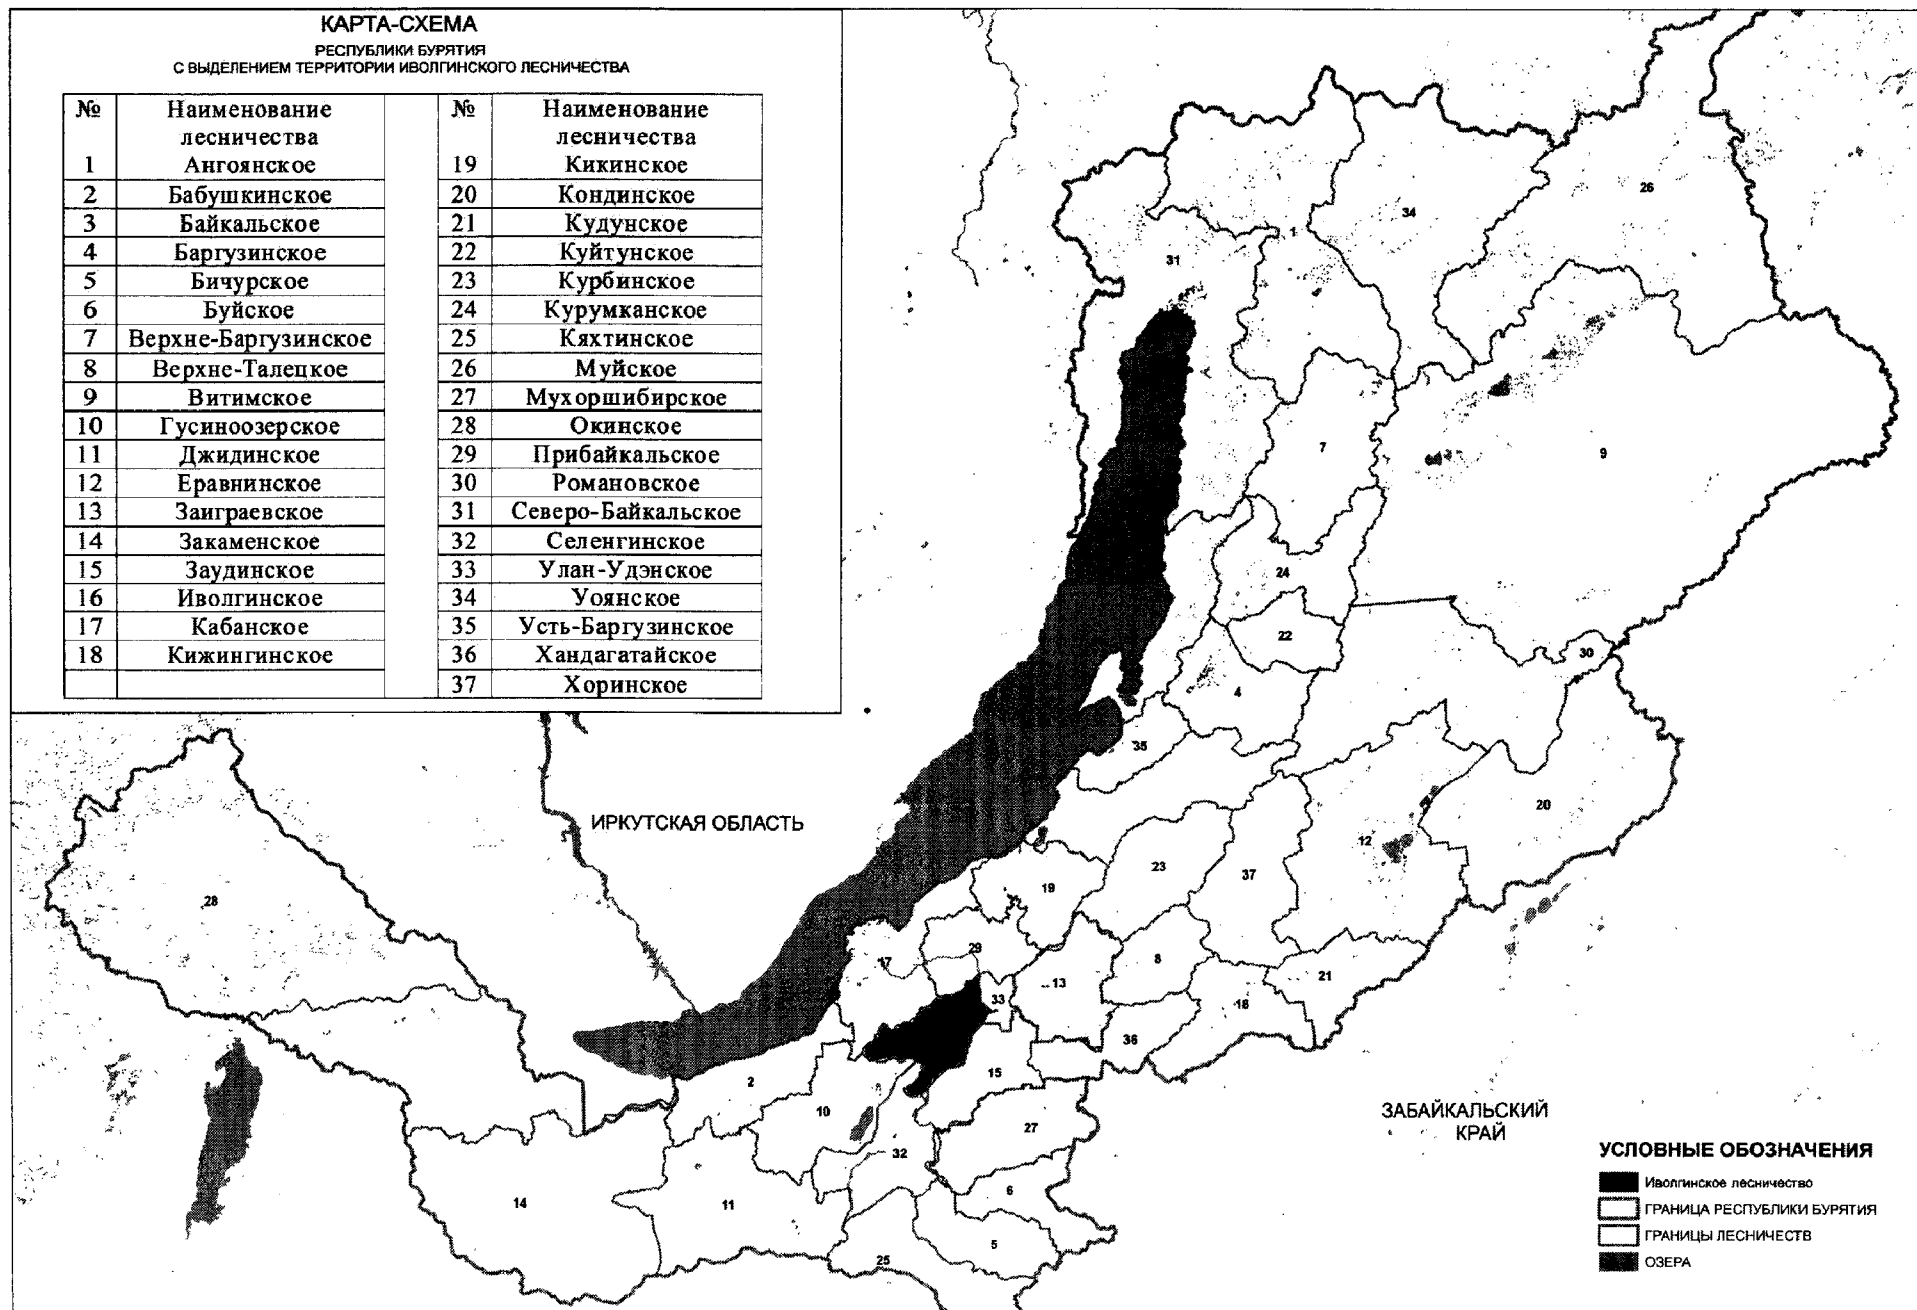 КАРТА-СХЕМА
РЕСПУБЛИКИ БУРЯТИЯ
С ВЫДЕЛЕНИЕМ ТЕРРИТОРИИ ИВОЛГИНСКОГО ЛЕСНИЧЕСТВА
№ Наименование № Наименование
лесничества лесничества
1 Ангоянское 19 Кикинское
2 Бабушкинское 20 Кондинское
3 Байкальское 21 Кудунское
4 Баргузинское 22 Куйтунское
5 Бичурское 23 Курбинское
6 Буйское 24 Курумканское
7 Верхне-Баргузинское 25 Кяхтинское
8 Верхне-Талецкое 26 Муйское
9 Витимское 27 Мухоршибирское
10 Гусиноозерское 28 Окинское
11 Джидинское 29 Прибайкальское
12 Еравнинское 30 Романовское
13 Заиграевское 31 Северо-Байкальское
14 Закаменское 32 Селенгинское
15 Заудинское 33 Улан-Удэнское
16 Иволгинское 34 Уоянское
17 Кабанское 35 Усть-Баргузинское
18 Кижингинское 36 Хандагатайское
37 Хоринское
26
34
1
31
7
9
24
22
30
4
35
20
ИРКУТСКАЯ ОБЛАСТЬ
12
23
37
19
28
29
17
8
21
13
33
18
36
15
2
10
ЗАБАЙКАЛЬСКИЙ
КРАЙ
27
32
6
14
11
5
25
УСЛОВНЫЕ ОБОЗНАЧЕНИЯ
Иволгинское лесничество
ГРАНИЦА РЕСПУБЛИКИ БУРЯТИЯ
ГРАНИЦЫ ЛЕСНИЧЕСТВ
ОЗЕРА